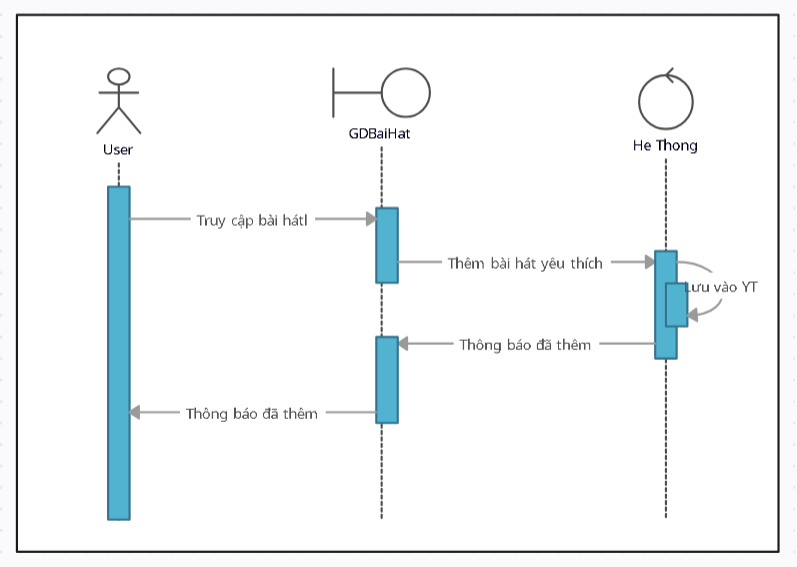 User
GDBaiHat
He Thong
Truy cập bài hátl
Thêm bài hát yêu thích
Lưu vào YT
Thông báo đã thêm
Thông báo đã thêm